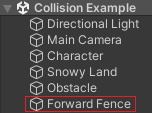 Collision Example
Directional Light
Main Camera
Character
Snowy Land
Obstacle
Forward Fence